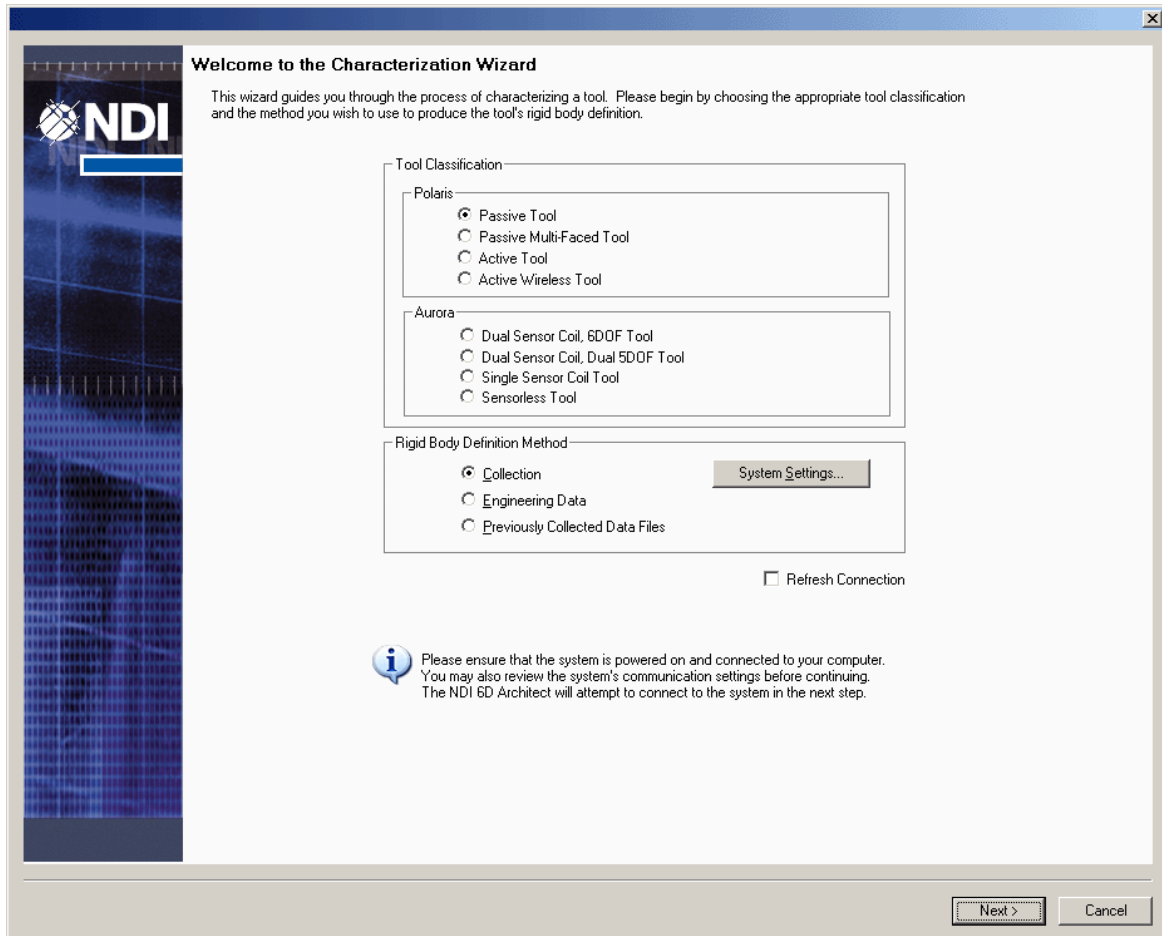 Welcome to the Characterization Wizard
This wizard guides you through the process of characterizing a tool. Please begin by choosing the appropriate tool classification
and the method you wish to use to produce the tool's rigid body definition.
NDI
Tool Classification
Polaris
Passive Tool
Passive Multi-Faced Tool
Active Tool
Active Wireless Tool
Aurora
Dual Sensor Coil, 6DOF Tool
Dual Sensor Coil, Dual 5DOF Tool
Single Sensor Coil Tool
Sensorless Tool
Rigid Body Definition Method
Collection
System Settings...
Engineering Data
Previously Collected Data Files
Refresh Connection
Please ensure that the system is powered on and connected to your computer.
You may also review the system's communication settings before continuing.
The NDI 6D Architect will attempt to connect to the system in the next step.
Next >
Cancel